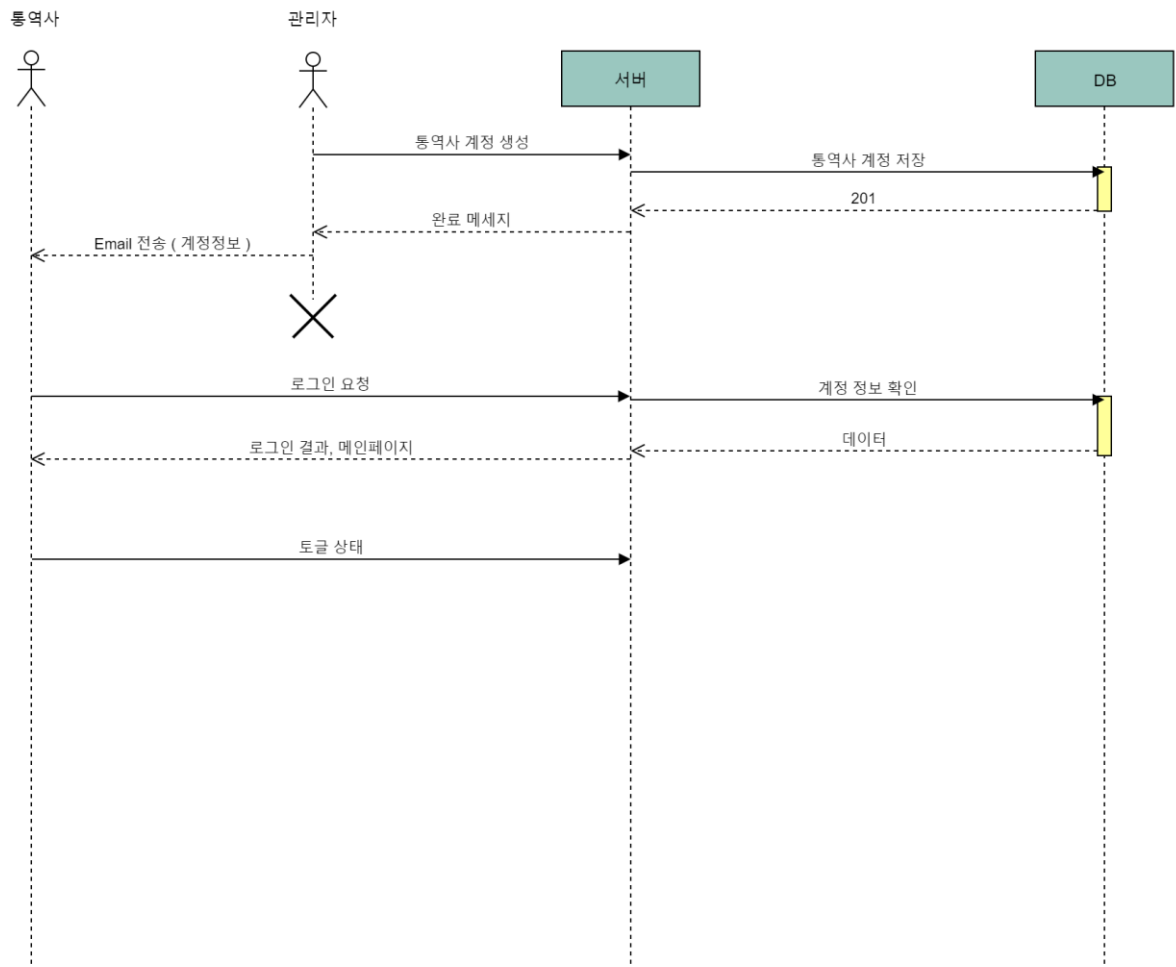 통역사
관리자
서버
DB
통역사 계정 생성
통역사 계정 저장
201
완료 메세지
Email 전송 ( 계정정보 )
로그인 요청
계정 정보 확인
데이터
로그인 결과, 메인페이지
토글 상태